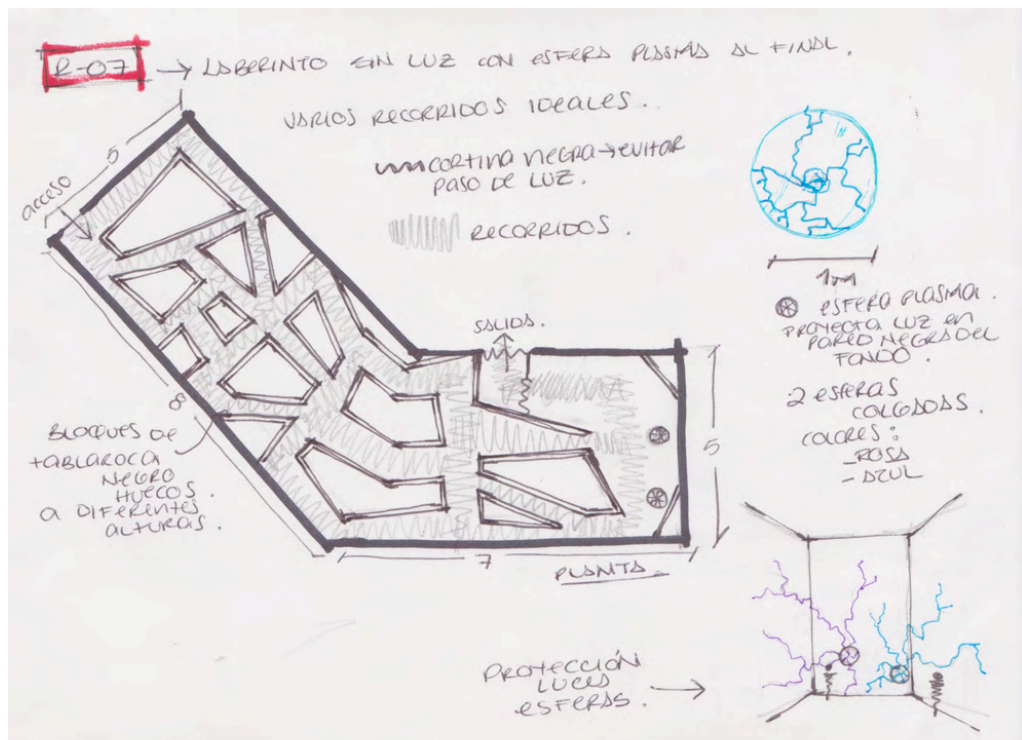 R-07 → LABERINTO SIN LUZ CON ESFERA PLASMA AL FINAL.
VARIOS RECORRIDOS IDEALES.
CORTINA NEGRA → EVITAR
PASO DE LUZ.
RECORRIDOS.
5
acceso
8
SALIDA.
5
7
PLANTA
BLOQUES DE
TABLAROCA
NEGRO
HUECOS.
A DIFERENTES
ALTURAS.
1m
ESFERA PLASMA.
PROYECTA LUZ EN
PARED NEGRA DEL
FONDO.
2 ESFERAS
COLGADAS.
COLORES:
- ROSA
- AZUL
PROYECCIÓN
LUCES
ESFERAS. →